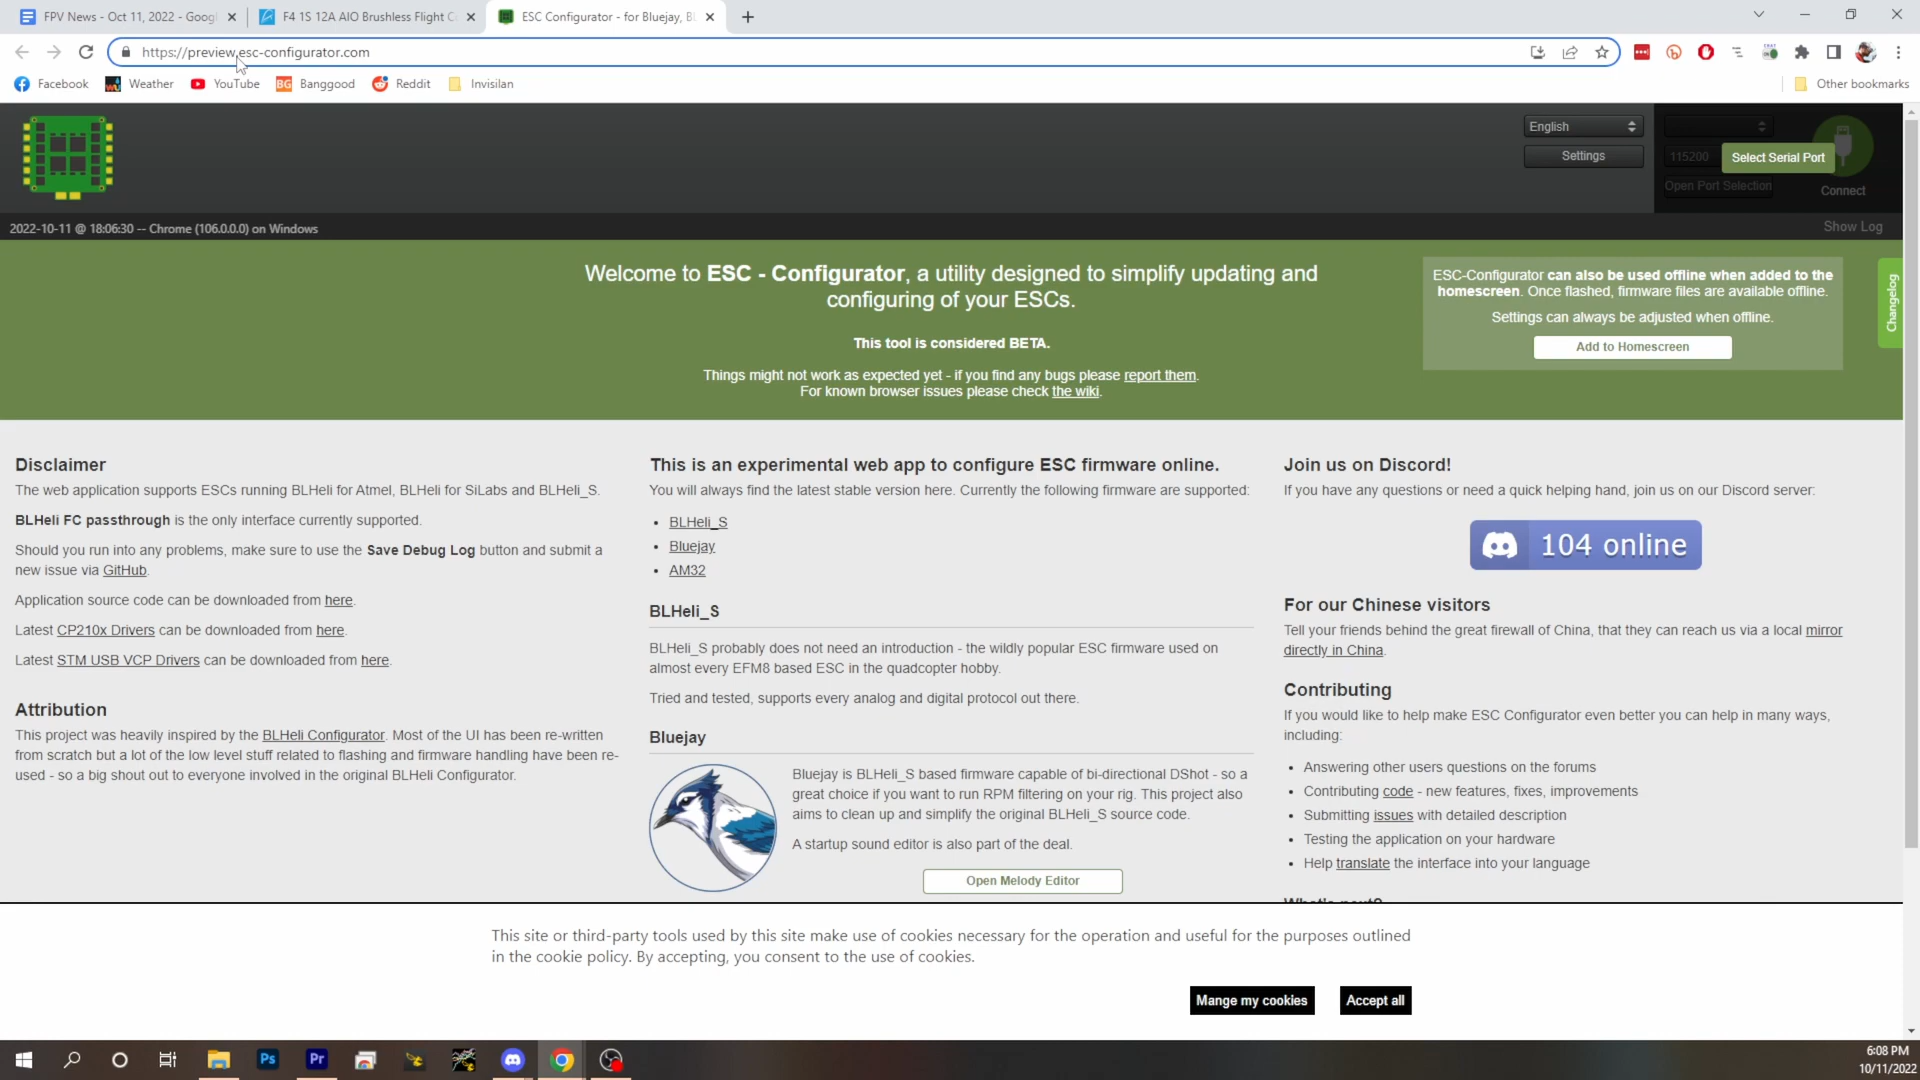 FPV News - Oct 11, 2022 - Googl
F4 1S 12A AIO Brushless Flight C
ESC Configurator - for Bluejay, B
https://preview.esc-configurator.com
Facebook
Weather
YouTube
BG Banggood
Reddit
Invisilan
Other bookmarks
English
Settings
115200
Select Serial Port
Open Port Selection
Connect
2022-10-11 @ 18:06:30 -- Chrome (106.0.0.0) on Windows
Show Log
Welcome to ESC - Configurator, a utility designed to simplify updating and
configuring of your ESCs.
This tool is considered BETA.
Things might not work as expected yet - if you find any bugs please report them.
For known browser issues please check the wiki.
ESC-Configurator can also be used offline when added to the
homescreen. Once flashed, firmware files are available offline.
Settings can always be adjusted when offline.
Add to Homescreen
Changelog
Disclaimer
The web application supports ESCs running BLHeli for Atmel, BLHeli for SiLabs and BLHeli_S.
BLHeli FC passthrough is the only interface currently supported.
Should you run into any problems, make sure to use the Save Debug Log button and submit a
new issue via GitHub.
Application source code can be downloaded from here.
Latest CP210x Drivers can be downloaded from here.
Latest STM USB VCP Drivers can be downloaded from here.
Attribution
This project was heavily inspired by the BLHeli Configurator. Most of the UI has been re-written
from scratch but a lot of the low level stuff related to flashing and firmware handling have been re-
used - so a big shout out to everyone involved in the original BLHeli Configurator.
This is an experimental web app to configure ESC firmware online.
You will always find the latest stable version here. Currently the following firmware are supported:
• BLHeli_S
• Bluejay
• AM32
BLHeli_S
BLHeli_S probably does not need an introduction - the wildly popular ESC firmware used on
almost every EFM8 based ESC in the quadcopter hobby.
Tried and tested, supports every analog and digital protocol out there.
Bluejay
Bluejay is BLHeli_S based firmware capable of bi-directional DShot - so a
great choice if you want to run RPM filtering on your rig. This project also
aims to clean up and simplify the original BLHeli_S source code.
A startup sound editor is also part of the deal.
Open Melody Editor
Join us on Discord!
If you have any questions or need a quick helping hand, join us on our Discord server:
104 online
For our Chinese visitors
Tell your friends behind the great firewall of China, that they can reach us via a local mirror
directly in China.
Contributing
If you would like to help make ESC Configurator even better you can help in many ways,
including:
• Answering other users questions on the forums
• Contributing code - new features, fixes, improvements
• Submitting issues with detailed description
• Testing the application on your hardware
• Help translate the interface into your language
What's next?
This site or third-party tools used by this site make use of cookies necessary for the operation and useful for the purposes outlined
in the cookie policy. By accepting, you consent to the use of cookies.
Mange my cookies
Accept all
Ps
Pr
6:08 PM
10/11/2022